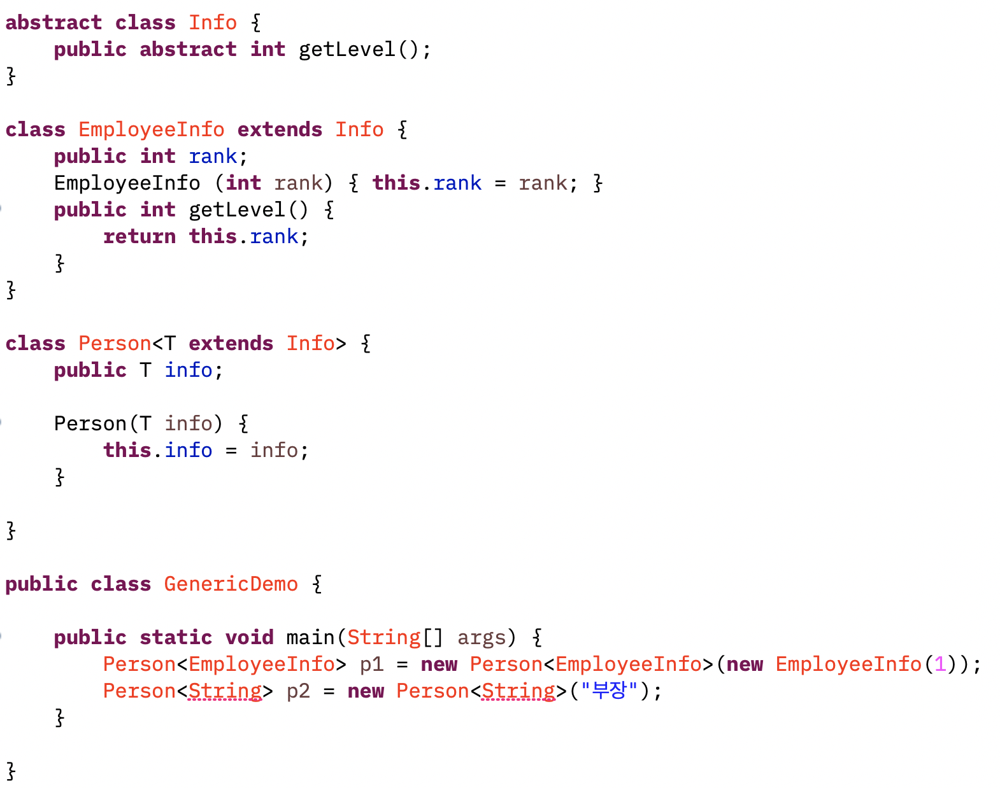 abstract class Info {
    public abstract int getLevel();
}

class EmployeeInfo extends Info {
    public int rank;
    EmployeeInfo (int rank) { this.rank = rank; }
    public int getLevel() {
        return this.rank;
    }
}

class Person<T extends Info> {
    public T info;

    Person(T info) {
        this.info = info;
    }

}

public class GenericDemo {

    public static void main(String[] args) {
        Person<EmployeeInfo> p1 = new Person<EmployeeInfo>(new EmployeeInfo(1));
        Person<String> p2 = new Person<String>("부장");
    }

}